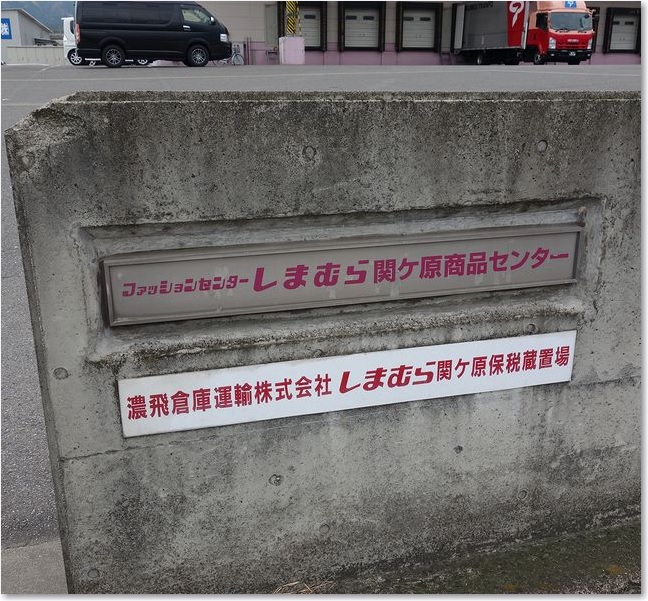 ファッションセンターしまむら関ケ原商品センター
濃飛倉庫運輸株式会社 しまむら関ケ原保税蔵置場